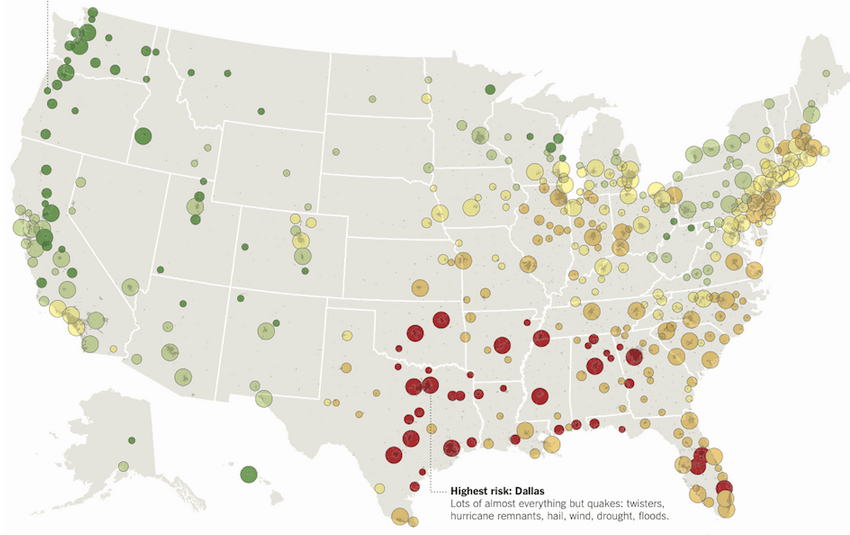 Highest risk: Dallas
Lots of almost everything but quakes: twisters,
hurricane remnants, hail, wind, drought, floods.